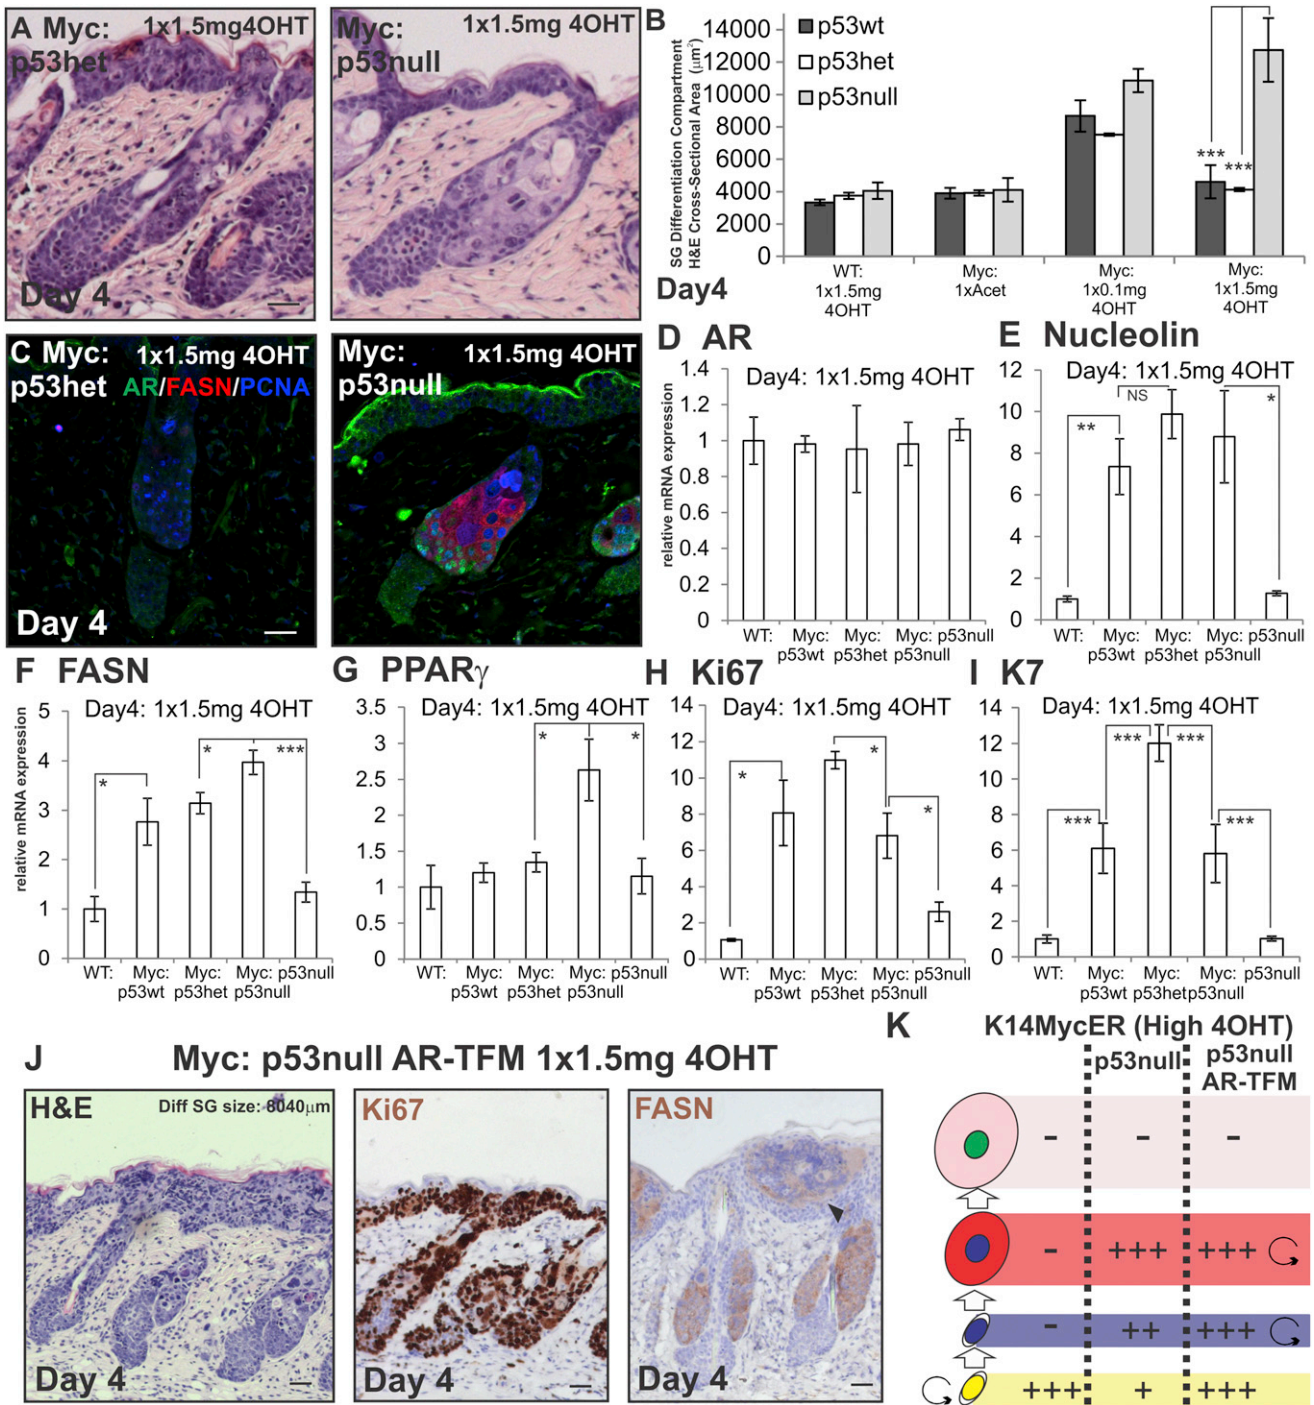 A Myc: 1x1.5mg4OHT
p53het
Day 4
Myc: 1x1.5mg 4OHT
p53null
B
SG Differentiation Compartment
H&E Cross-Sectional Area (μm²)
14000
12000
10000
8000
6000
4000
2000
0
p53wt
p53het
p53null
***
***
Day4
WT:
1x1.5mg
4OHT
Myc:
1xAcet
Myc:
1x0.1mg
4OHT
Myc:
1x1.5mg
4OHT
C Myc: 1x1.5mg 4OHT
p53het AR/FASN/PCNA
Day 4
Myc: 1x1.5mg 4OHT
p53null
D AR
Day4: 1x1.5mg 4OHT
relative mRNA expression
1.4
1.2
1
0.8
0.6
0.4
0.2
0
WT: Myc: Myc: Myc: p53null
p53wt p53het p53null
E Nucleolin
Day4: 1x1.5mg 4OHT
12
10
8
6
4
2
0
**
NS
*
WT: Myc: Myc: Myc: p53null
p53wt p53het p53null
F FASN
Day4: 1x1.5mg 4OHT
relative mRNA expression
5
4
3
2
1
0
*
*
***
WT: Myc: Myc: Myc: p53null
p53wt p53het p53null
G PPARγ
Day4: 1x1.5mg 4OHT
3.5
3
2.5
2
1.5
1
0.5
0
*
*
WT: Myc: Myc: Myc: p53null
p53wt p53het p53null
H Ki67
Day4: 1x1.5mg 4OHT
14
12
10
8
6
4
2
0
*
*
*
WT: Myc: Myc: Myc: p53null
p53wt p53het p53null
I K7
Day4: 1x1.5mg 4OHT
14
12
10
8
6
4
2
0
***
***
***
***
WT: Myc: Myc: Myc: p53null
p53wt p53het p53null
J Myc: p53null AR-TFM 1x1.5mg 4OHT
H&E Diff SG size: 8040μm
Day 4
Ki67
Day 4
FASN
Day 4
K
K14MycER (High 4OHT)
p53null
p53null
AR-TFM
- - -
- +++ +++
- ++ +++
+++ + +++